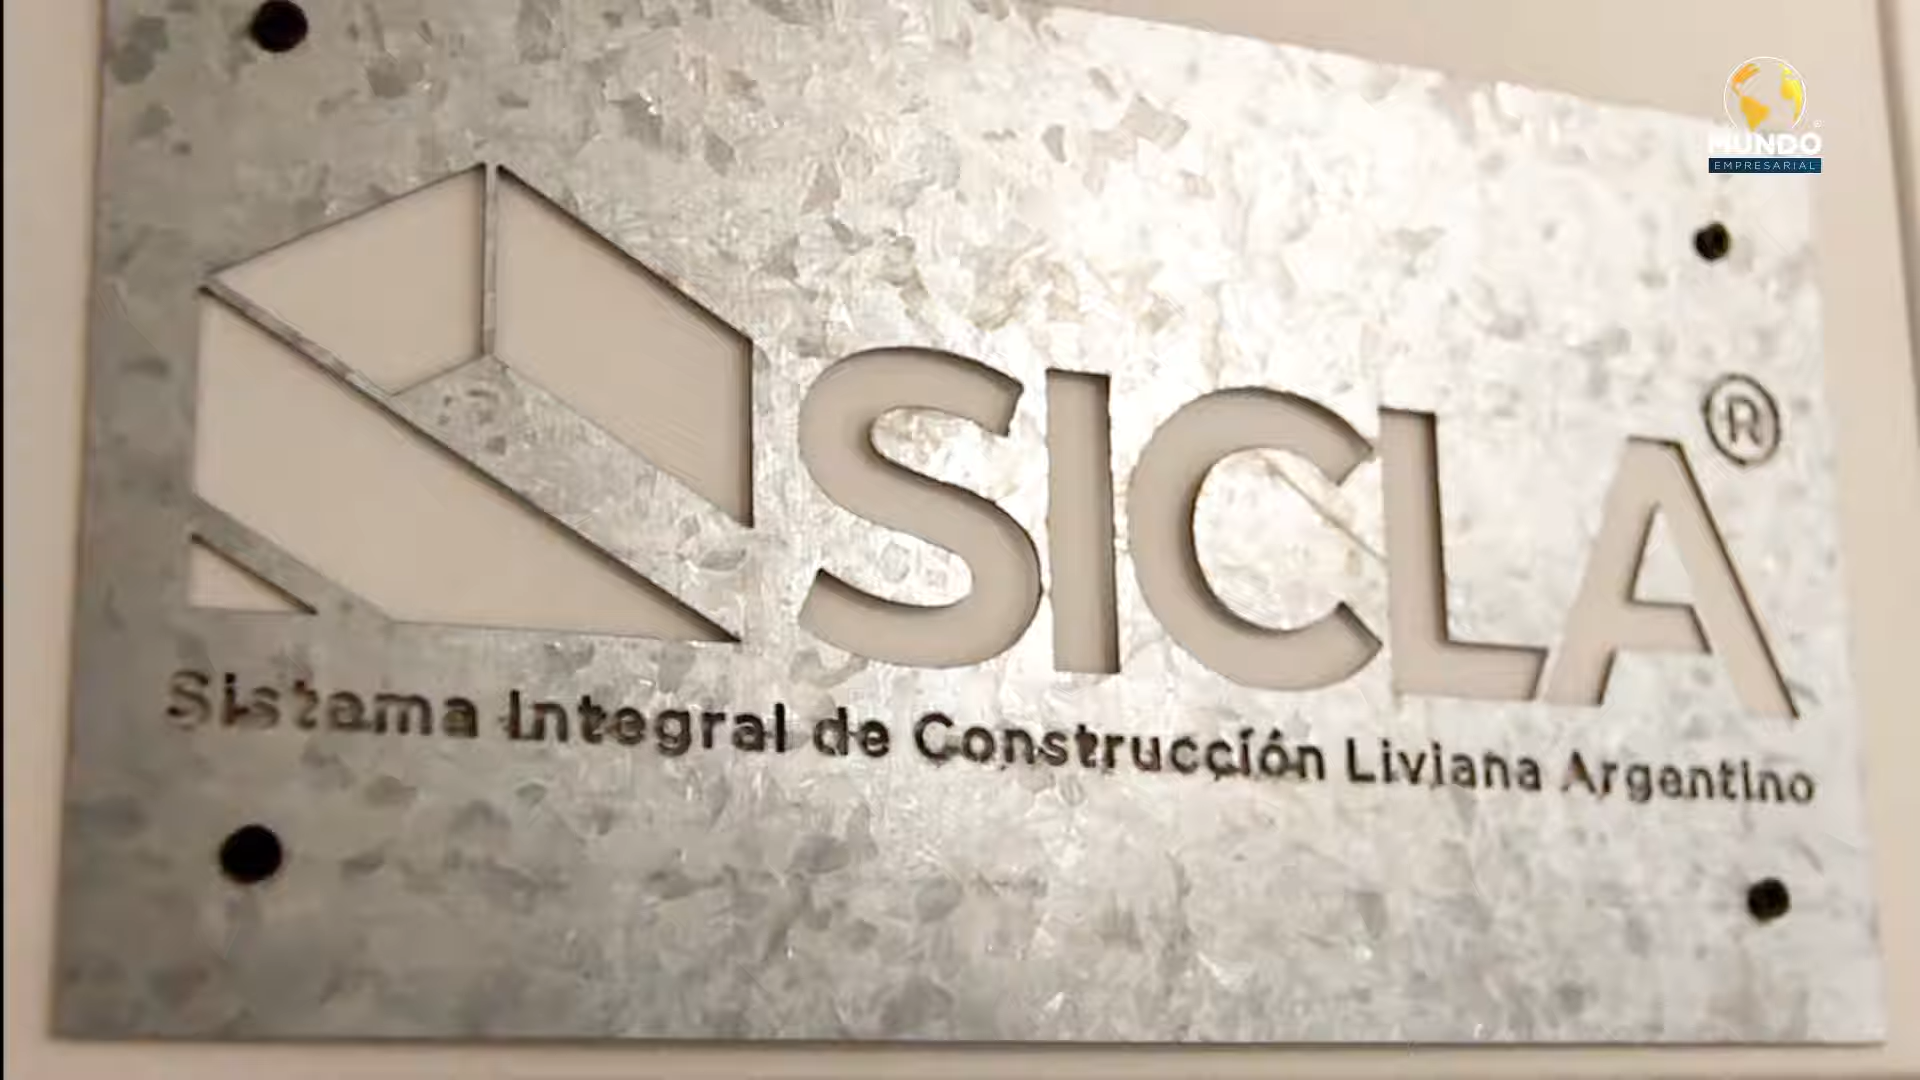 MUNDO
EMPRESARIAL
SICLA®
Sistema Integral de Construcción Liviana Argentino